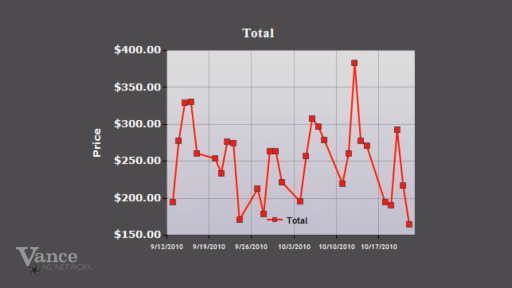 Total
$400.00
$350.00
$300.00
$250.00
$200.00
$150.00
Price
Total
9/12/2010 9/19/2010 9/26/2010 10/3/2010 10/10/2010 10/17/2010
Vance
AG NETWORK